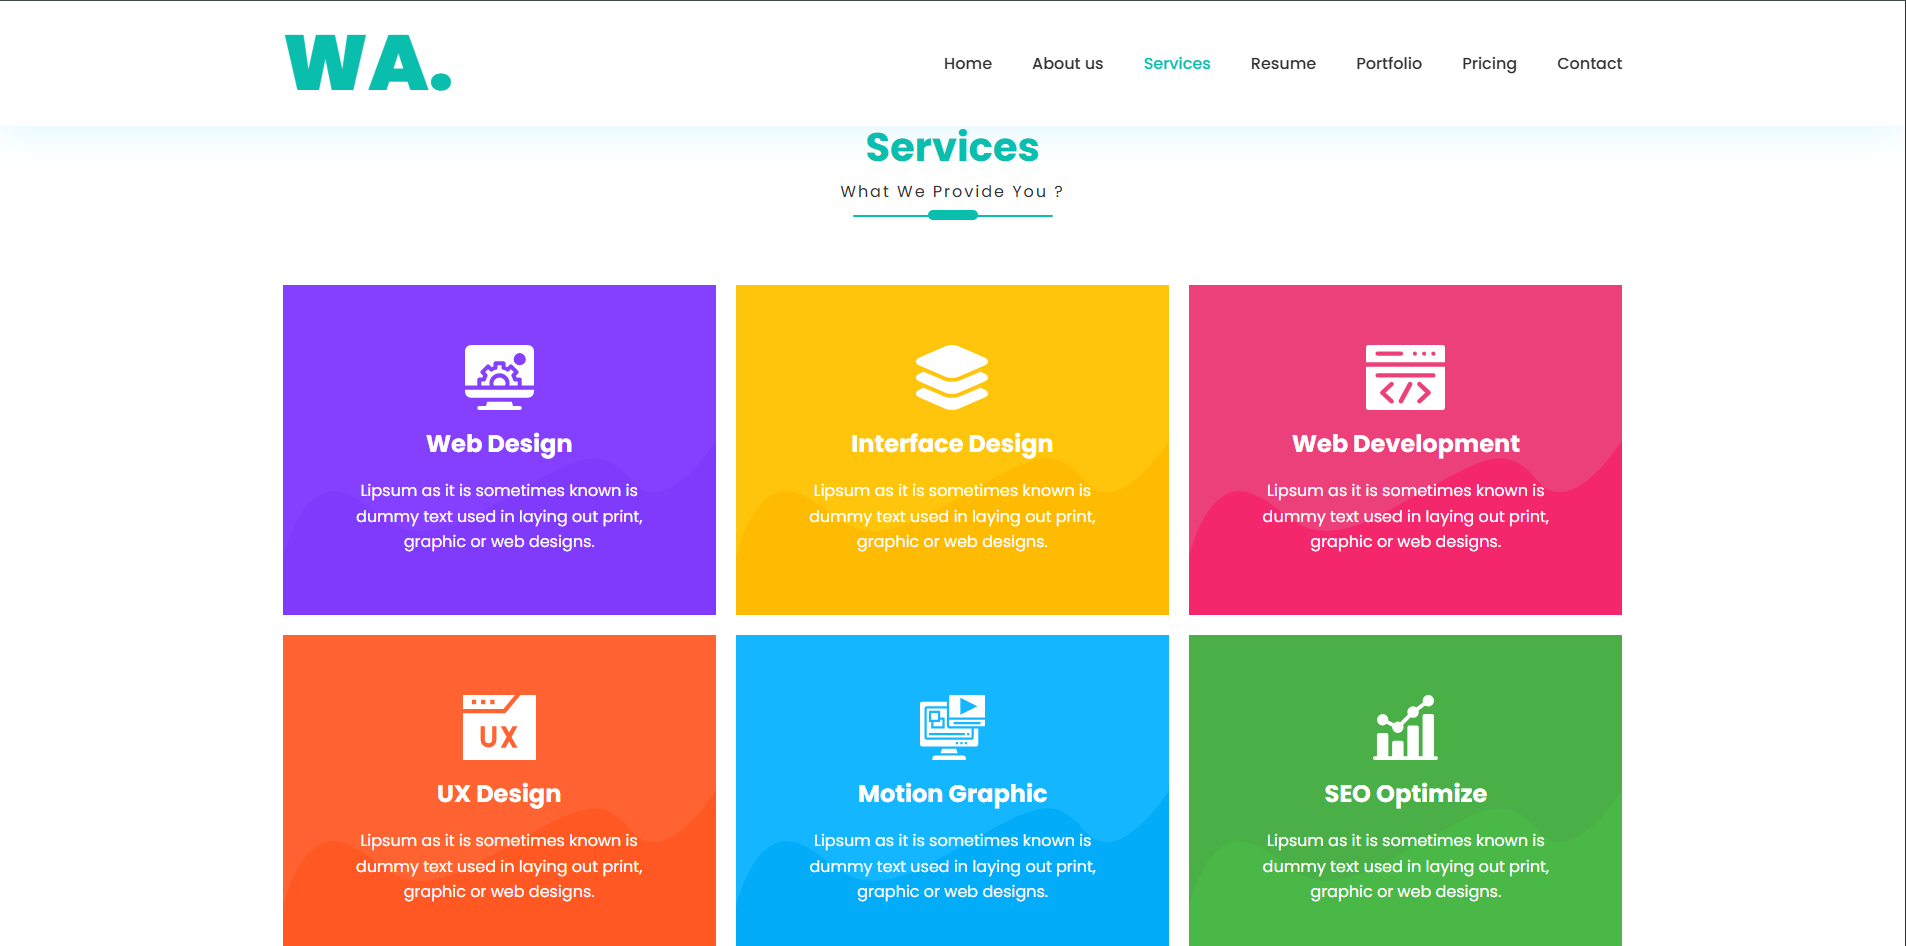 WA.
Home About us Services Resume Portfolio Pricing Contact
Services
What We Provide You ?
Web Design
Lipsum as it is sometimes known is
dummy text used in laying out print,
graphic or web designs.
Interface Design
Lipsum as it is sometimes known is
dummy text used in laying out print,
graphic or web designs.
Web Development
Lipsum as it is sometimes known is
dummy text used in laying out print,
graphic or web designs.
UX
UX Design
Lipsum as it is sometimes known is
dummy text used in laying out print,
graphic or web designs.
Motion Graphic
Lipsum as it is sometimes known is
dummy text used in laying out print,
graphic or web designs.
SEO Optimize
Lipsum as it is sometimes known is
dummy text used in laying out print,
graphic or web designs.